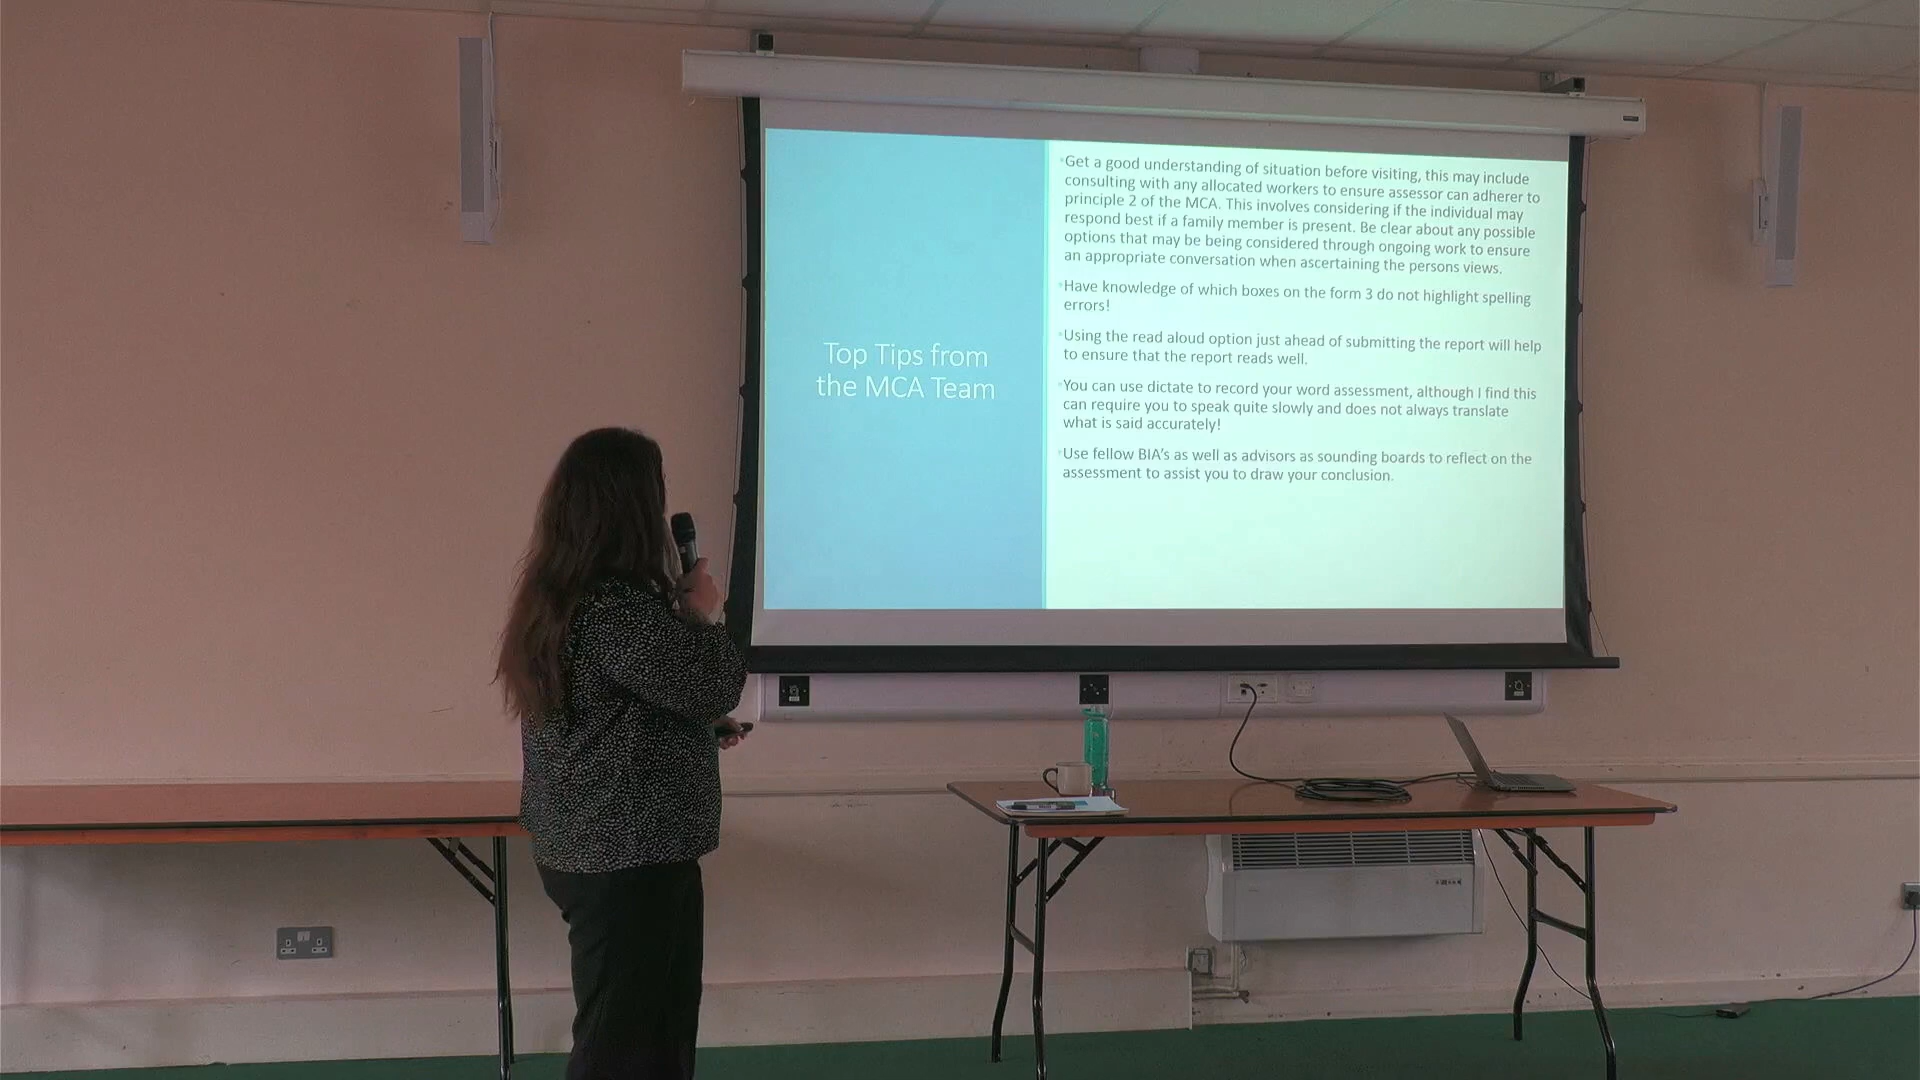 Top Tips from
the MCA Team
Get a good understanding of situation before visiting, this may include
consulting with any allocated workers to ensure assessor can adherer to
principle 2 of the MCA. This involves considering if the individual may
respond best if a family member is present. Be clear about any possible
options that may be being considered through ongoing work to ensure
an appropriate conversation when ascertaining the persons views.
Have knowledge of which boxes on the form 3 do not highlight spelling
errors!
Using the read aloud option just ahead of submitting the report will help
to ensure that the report reads well.
You can use dictate to record your word assessment, although I find this
can require you to speak quite slowly and does not always translate
what is said accurately!
Use fellow BIA's as well as advisors as sounding boards to reflect on the
assessment to assist you to draw your conclusion.